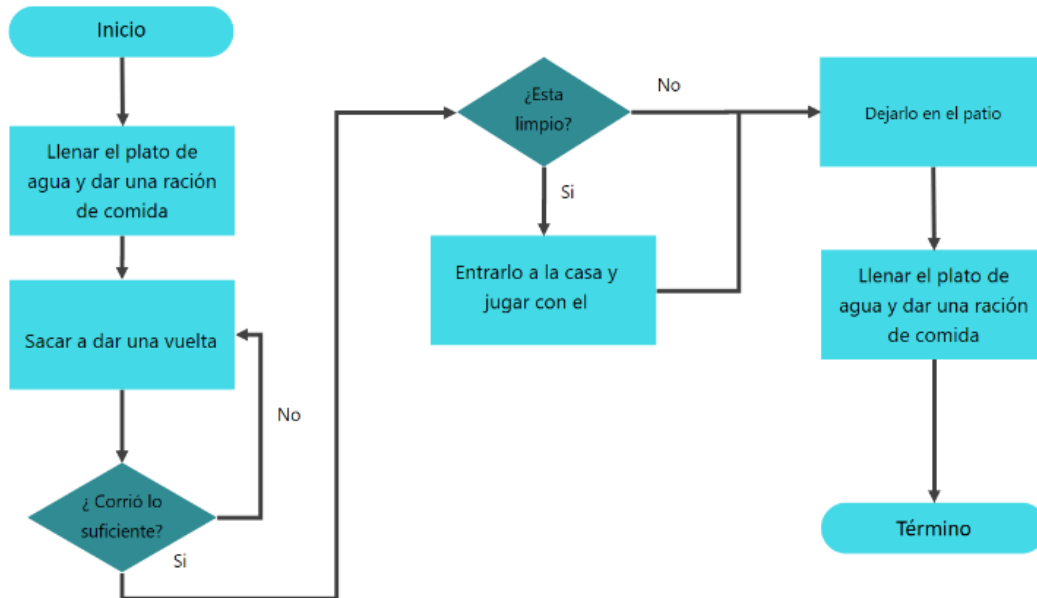 Inicio
Llenar el plato de
agua y dar una ración
de comida
Sacar a dar una vuelta
No
¿ Corrió lo
suficiente?
Si
¿Esta
limpio?
No
Si
Entrarlo a la casa y
jugar con el
Dejarlo en el patio
Llenar el plato de
agua y dar una ración
de comida
Término